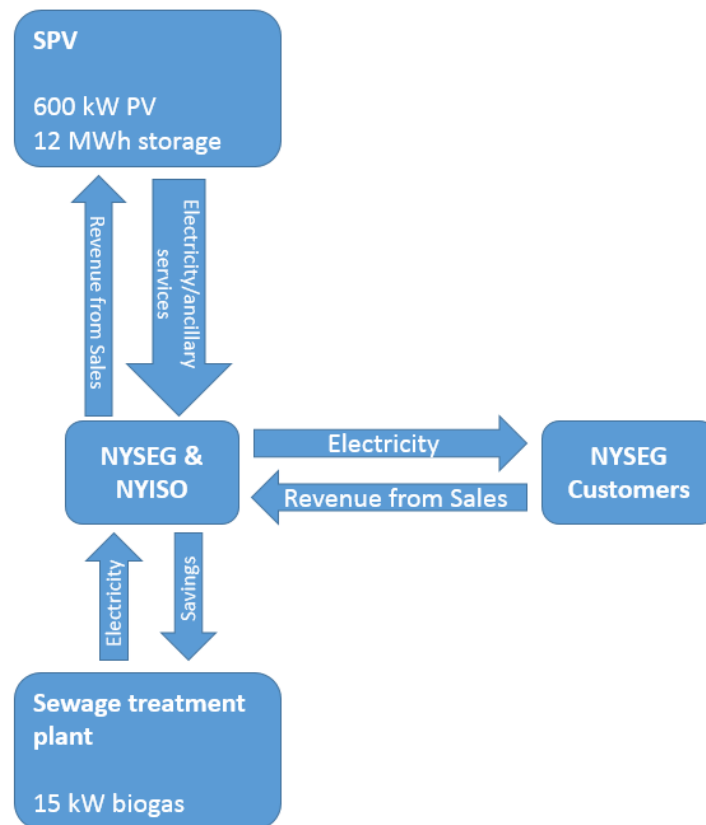 SPV
600 kW PV
12 MWh storage
Revenue from Sales
Electricity/ancillary
services
NYSEG &
NYISO
Electricity
Revenue from Sales
NYSEG
Customers
Electricity
Savings
Sewage treatment
plant
15 kW biogas